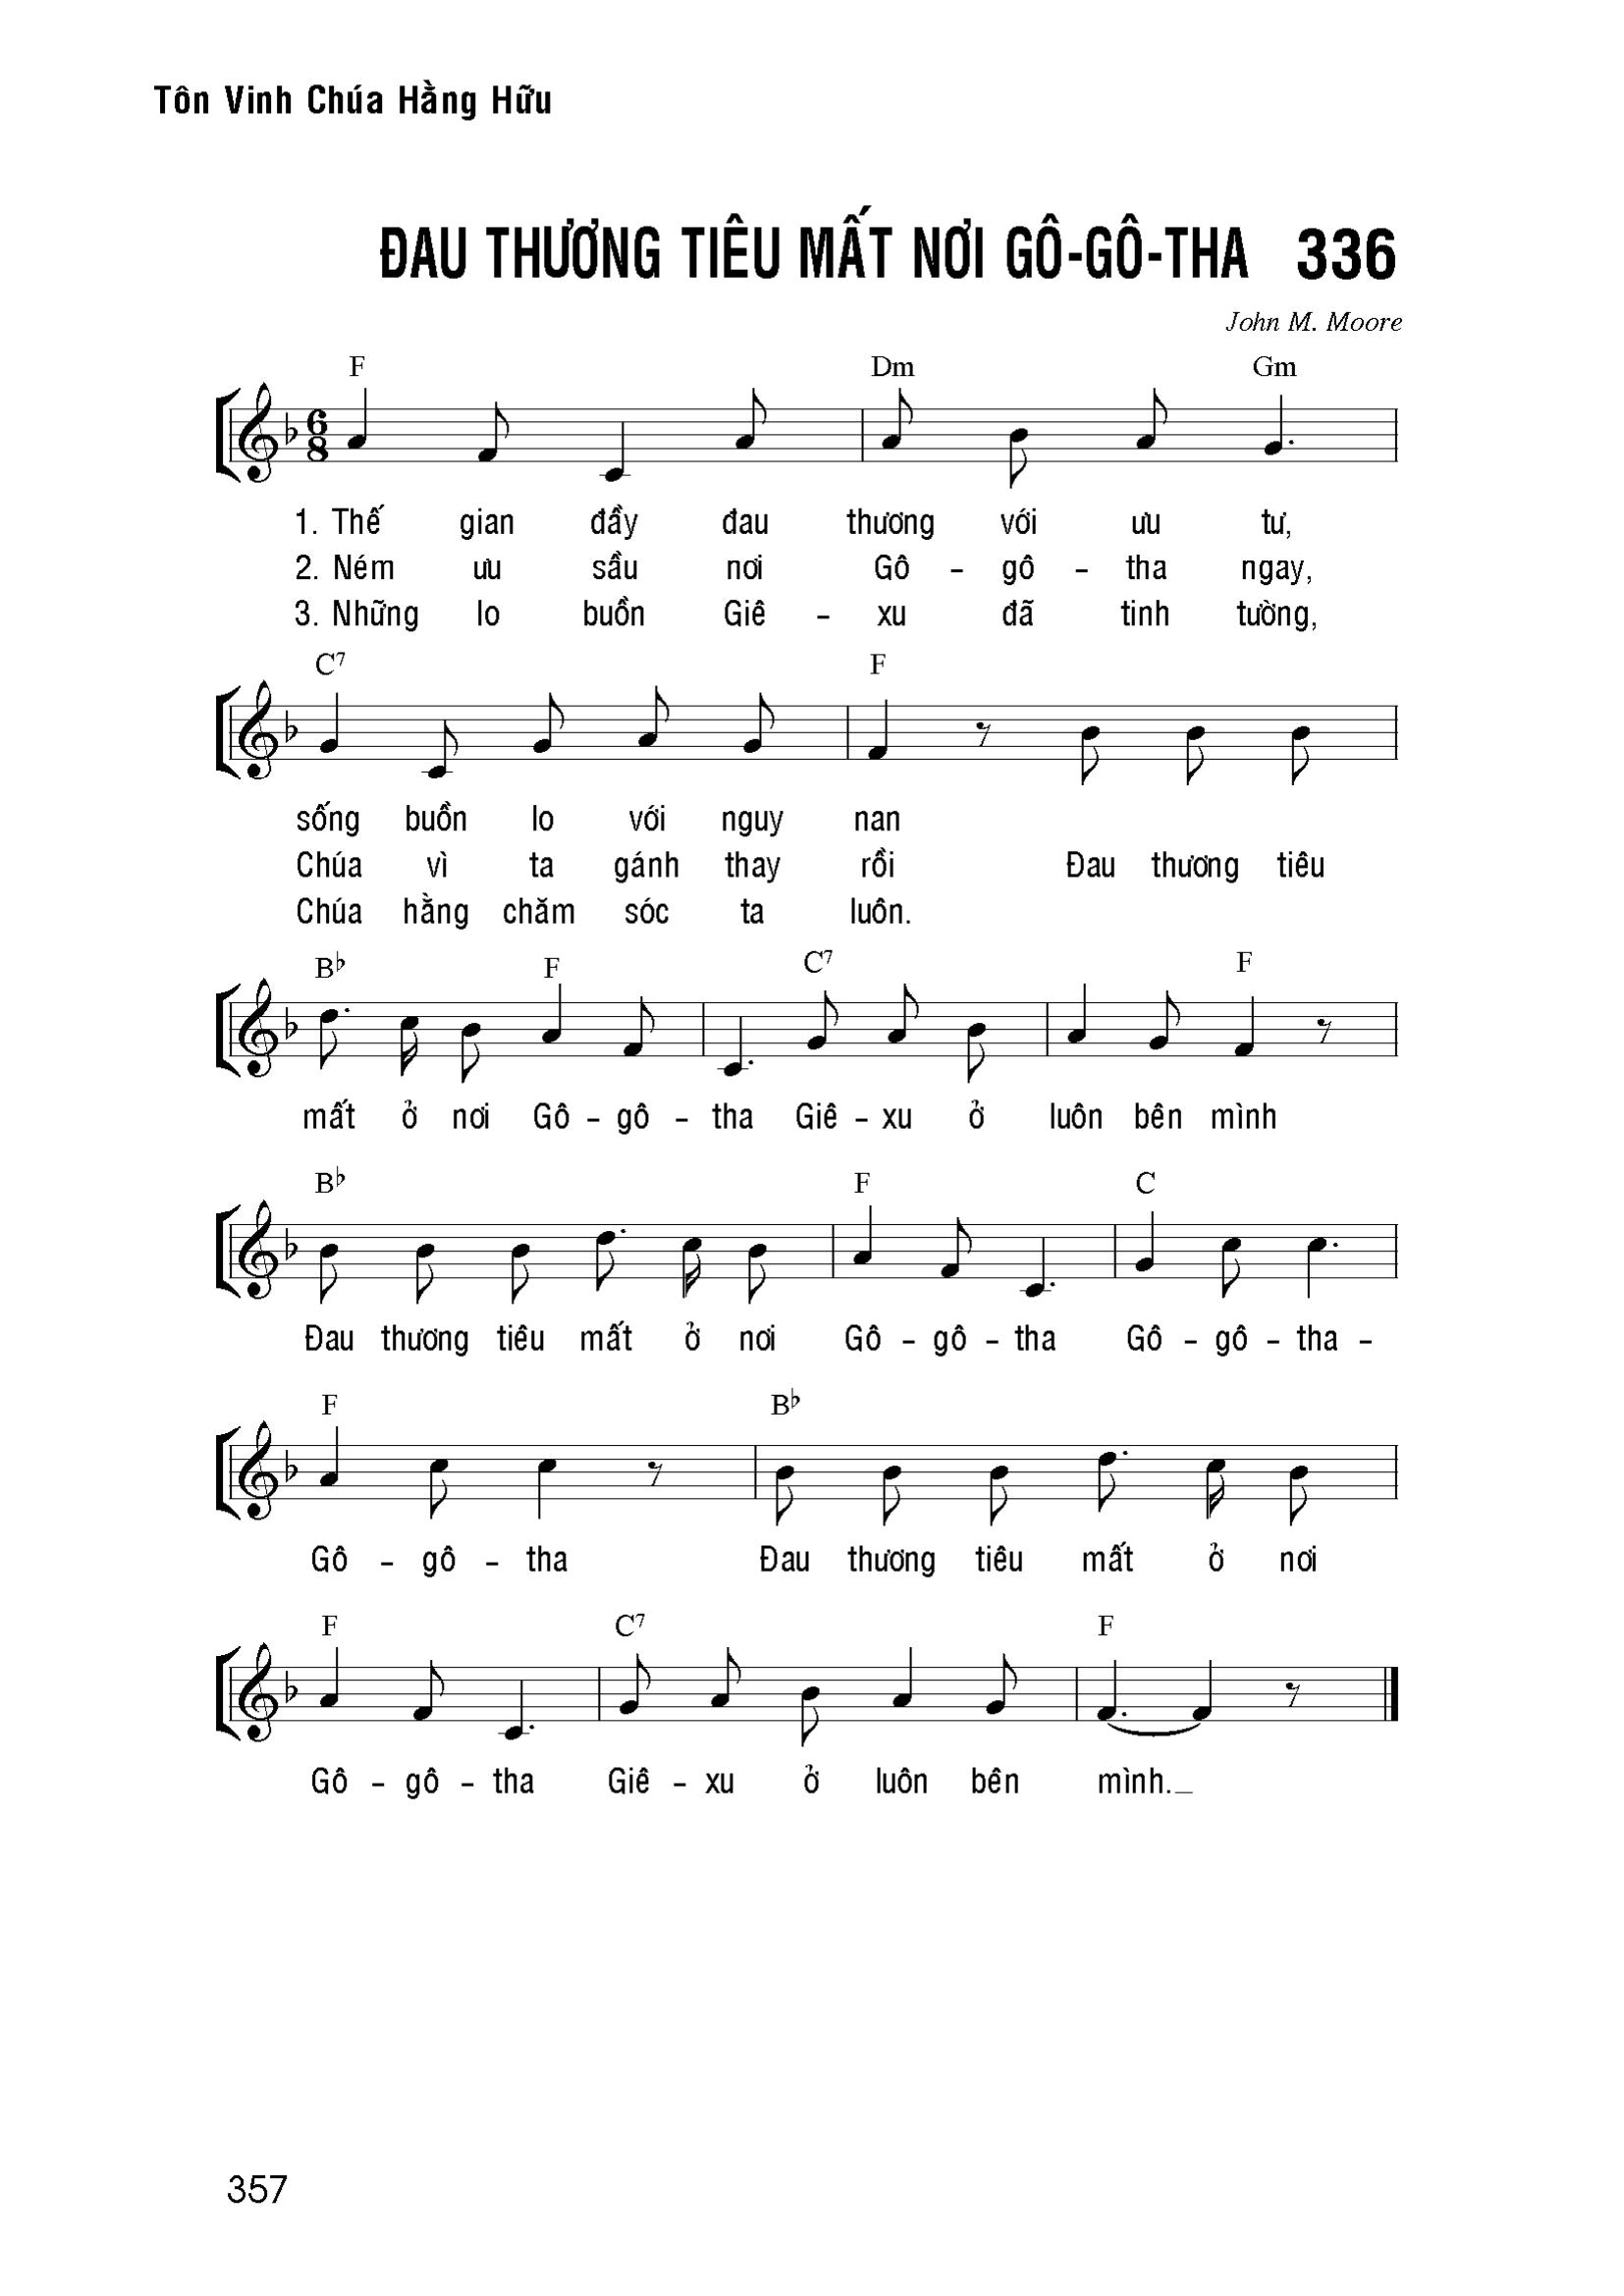 Tôn Vinh Chúa Hằng Hữu
ĐAU THƯƠNG TIÊU MẤT NƠI GÔ-GÔ-THA 336
John M. Moore
F Dm Gm
1. Thế gian đầy đau thương với ưu tư,
2. Ném ưu sầu nơi Gô - gô - tha ngay,
3. Những lo buồn Giê - xu đã tinh tường,
C7 F
sống buồn lo với nguy nan
Chúa vì ta gánh thay rồi Đau thương tiêu
Chúa hằng chăm sóc ta luôn.
B♭ F C7 F
mất ở nơi Gô - gô - tha Giê - xu ở luôn bên mình
B♭ F C
Đau thương tiêu mất ở nơi Gô - gô - tha Gô - gô - tha -
F B♭
Gô - gô - tha Đau thương tiêu mất ở nơi
F C7 F
Gô - gô - tha Giê - xu ở luôn bên mình._
357